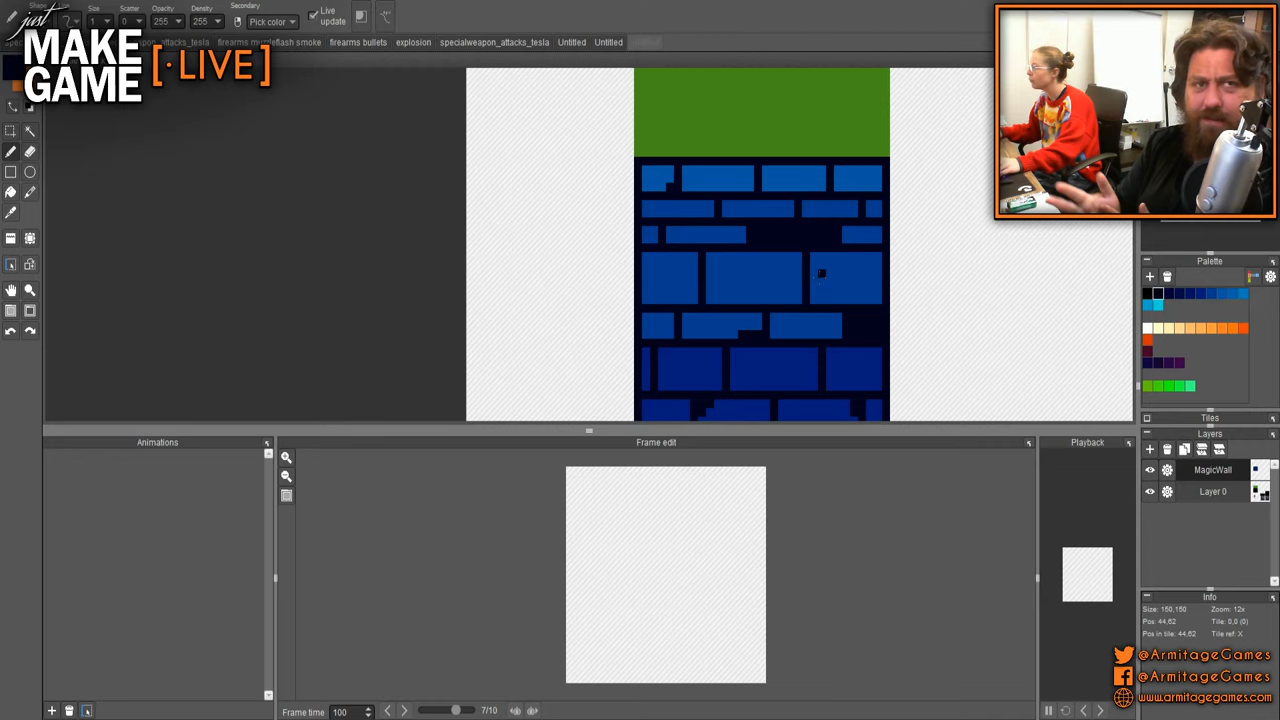 Shape Size Scatter Secondary
1 0 255 255 Pick color Live update
just
MAKE
GAME
[·LIVE]
firearms muzzleflash smoke firearms bullets explosion specialweapon_attacks_tesla Untitled Untitled
Palette
Tiles
Layers
MagicWall
Layer 0
Animations Frame edit Playback
Info
Size: 150,150 Zoom: 12x
Pos: 44,62 Tile: 0,0 (0)
Pos in tile: 44,62 Tile ref: X
@ArmitageGames
@ArmitageGames
www.armitagegames.com
Frame time 100 7/10